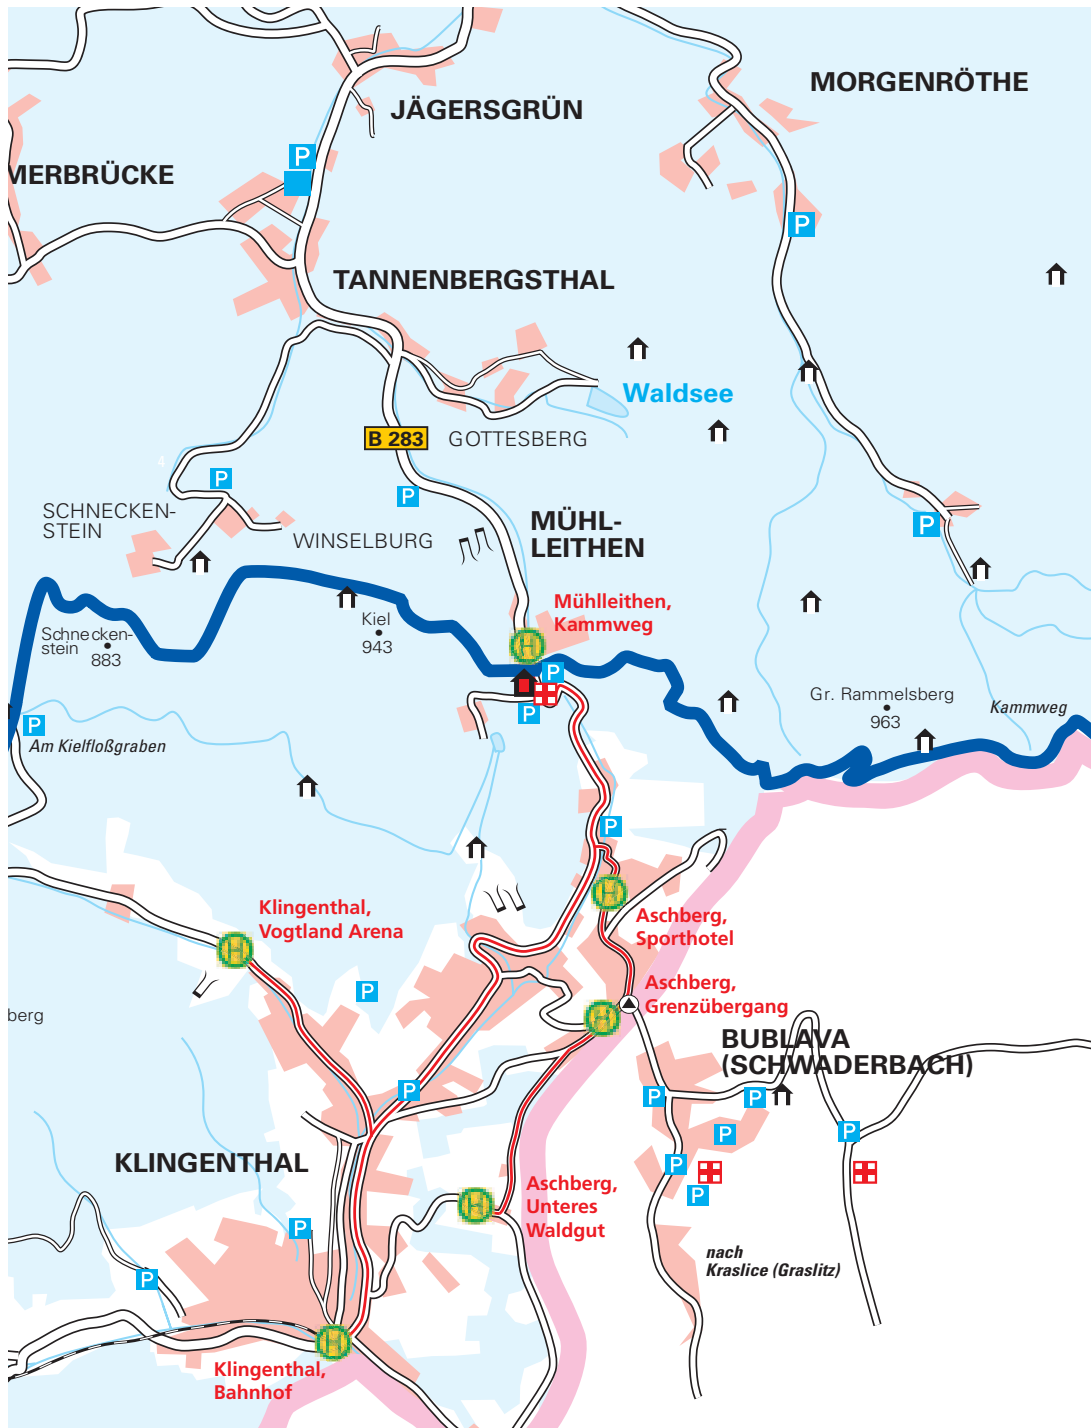 MORGENRÖTHE
JÄGERSGRÜN
P
MERBRÜCKE
P
TANNENBERGSTHAL
Waldsee
B 283
GOTTESBERG
4
P
P
SCHNECKEN-
STEIN
WINSELBURG
MÜHL-
LEITHEN
P
Mühlleithen,
Kammweg
Kiel
943
Schnecken-
stein
883
H
P
Gr. Rammelsberg
963
Kammweg
P
P
Am Kielfloßgraben
P
H
Klingenthal,
Vogtland Arena
H
Aschberg,
Sporthotel
P
Aschberg,
Grenzübergang
H
berg
BUBLAVA
(SCHWADERBACH)
P
P
P
P
P
KLINGENTHAL
P
P
Aschberg,
Unteres
Waldgut
H
P
nach
Kraslice (Graslitz)
P
H
Klingenthal,
Bahnhof